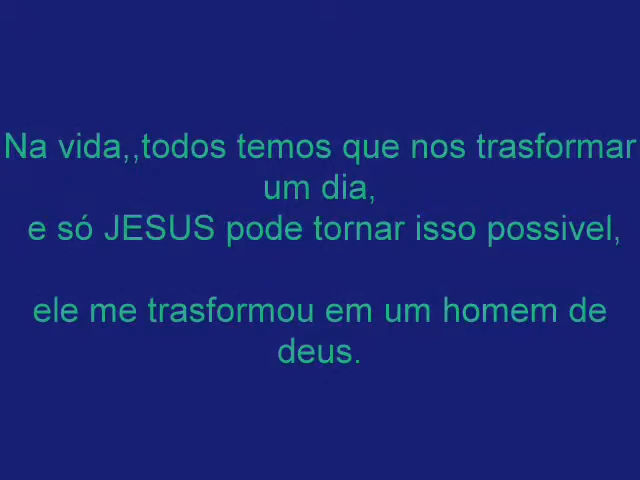 Na vida,,todos temos que nos trasformar
um dia,
e só JESUS pode tornar isso possivel,
ele me trasformou em um homem de
deus.